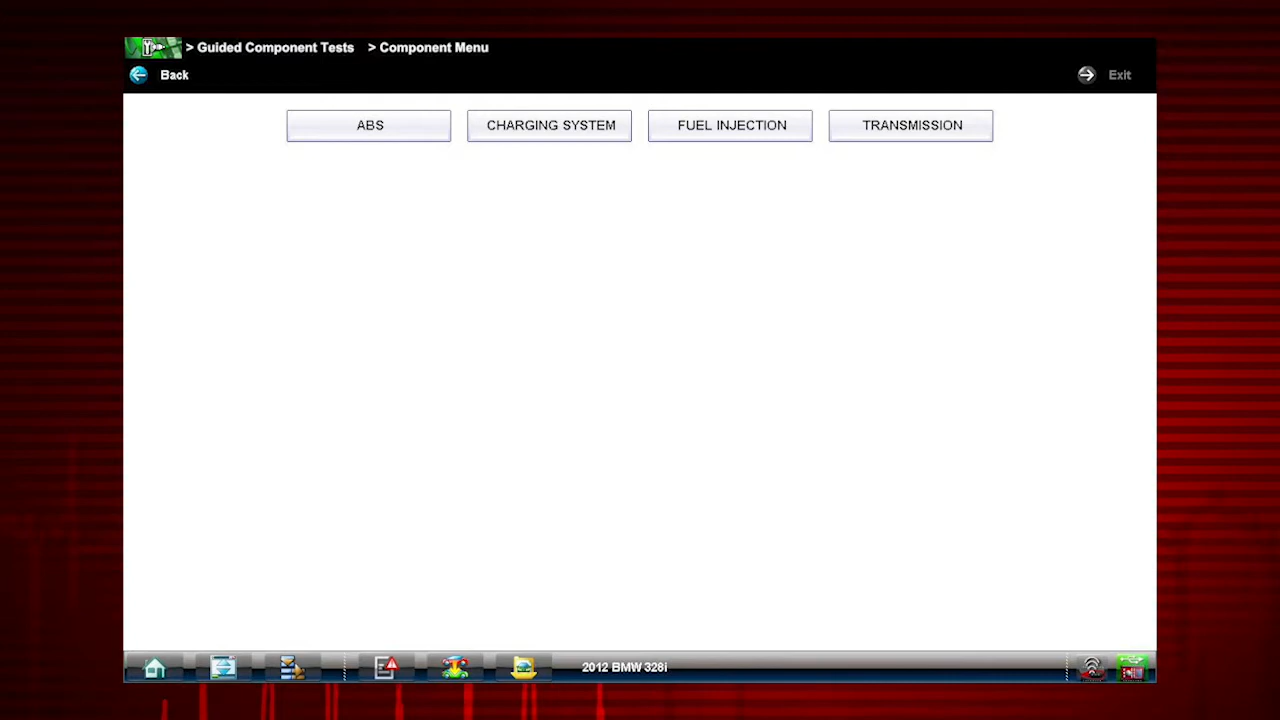 > Guided Component Tests > Component Menu
Back Exit
ABS CHARGING SYSTEM FUEL INJECTION TRANSMISSION
2012 BMW 328i